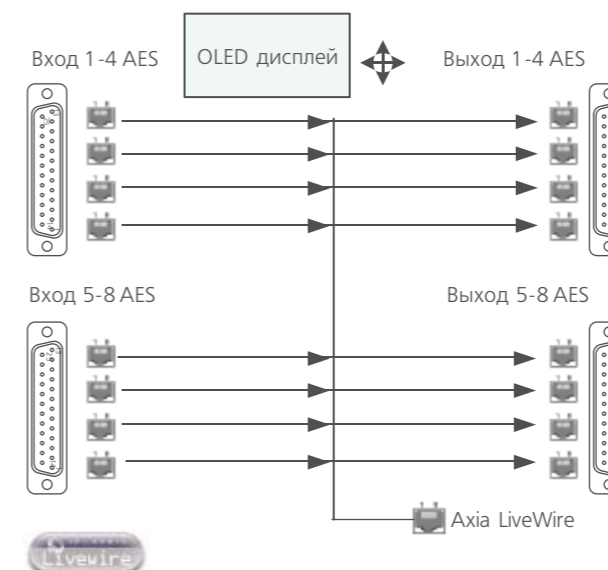 Вход 1-4 AES
OLED дисплей
Выход 1-4 AES
Вход 5-8 AES
Выход 5-8 AES
Axia LiveWire
Livewire